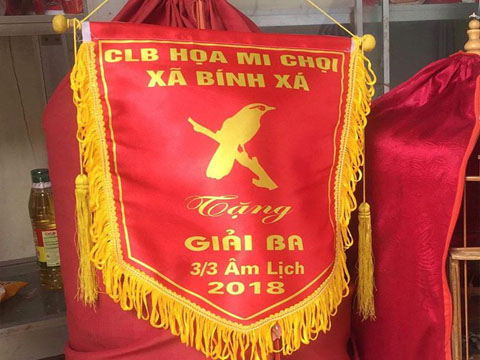 CLB HỌA MI CHỌI
XÃ BÍNH XÁ
Tặng
GIẢI BA
3/3 Âm Lịch
2018